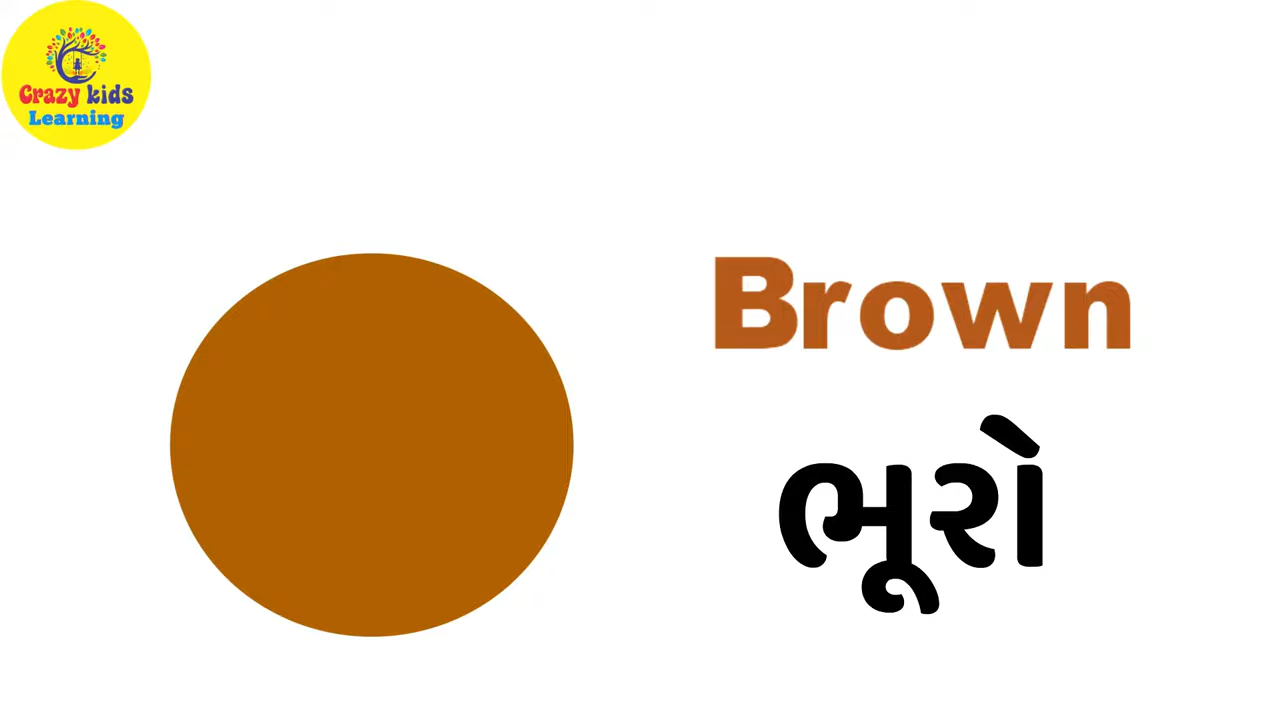 Crazy kids
Learning
Brown
ભૂરો